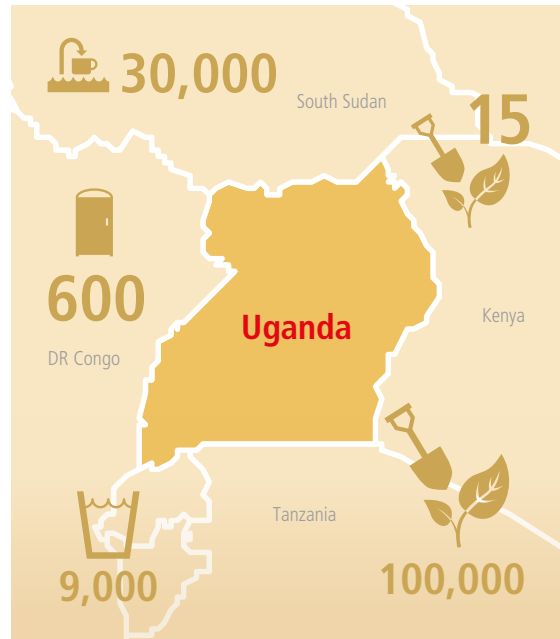 30,000
South Sudan
15
600
DR Congo
Uganda
Kenya
Tanzania
9,000
100,000